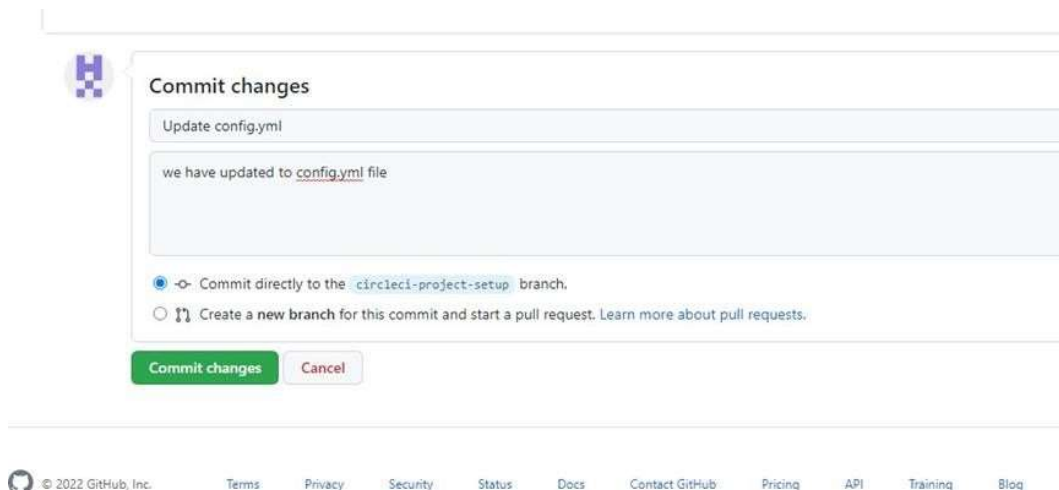 Commit changes
Update config.yml
we have updated to config.yml file
Commit directly to the circleci-project-setup branch.
Create a new branch for this commit and start a pull request. Learn more about pull requests.
Commit changes Cancel
© 2022 GitHub, Inc. Terms Privacy Security Status Docs Contact GitHub Pricing API Training Blog